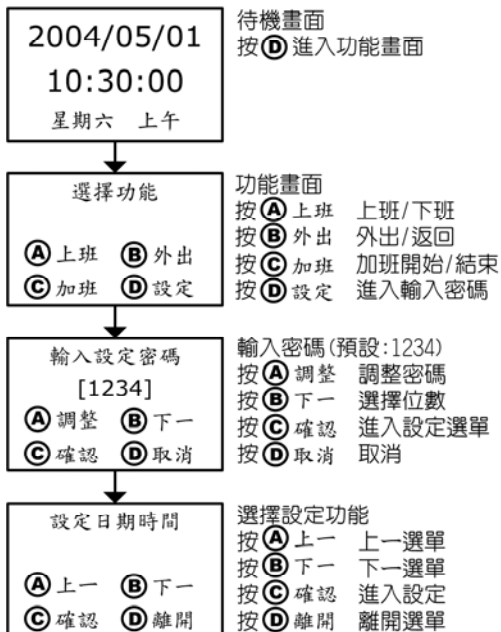 2004/05/01
10:30:00
星期六 上午
待機畫面
按Ⓓ進入功能畫面
選擇功能
Ⓐ上班 Ⓑ外出
Ⓒ加班 Ⓓ設定
功能畫面
按Ⓐ上班 上班/下班
按Ⓑ外出 外出/返回
按Ⓒ加班 加班開始/結束
按Ⓓ設定 進入輸入密碼
輸入設定密碼
[1234]
Ⓐ調整 Ⓑ下一
Ⓒ確認 Ⓓ取消
輸入密碼(預設:1234)
按Ⓐ調整 調整密碼
按Ⓑ下一 選擇位數
按Ⓒ確認 進入設定選單
按Ⓓ取消 取消
設定日期時間
Ⓐ上一 Ⓑ下一
Ⓒ確認 Ⓓ離開
選擇設定功能
按Ⓐ上一 上一選單
按Ⓑ下一 下一選單
按Ⓒ確認 進入設定
按Ⓓ離開 離開選單